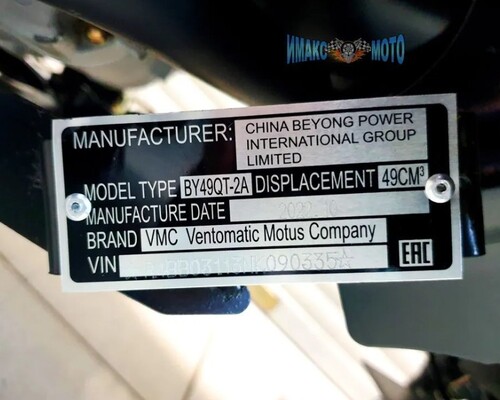 ИМАКС МОТО
MANUFACTURER: CHINA BEYONG POWER
INTERNATIONAL GROUP
LIMITED
MODEL TYPE BY49QT-2A DISPLACEMENT 49CM³
MANUFACTURE DATE
BRAND VMC Ventomatic Motus Company
VIN
EAC